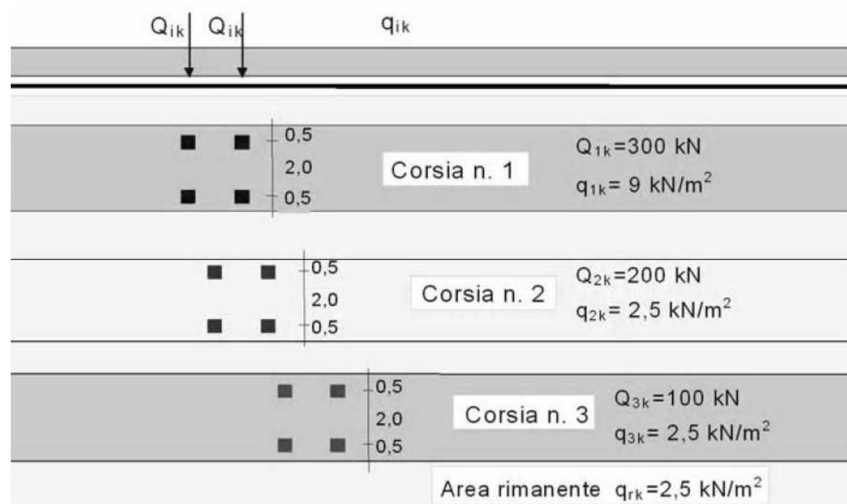 Qik Qik qik
0,5
2,0
0,5
Corsia n. 1
Q1k=300 kN
q1k= 9 kN/m²
0,5
2,0
0,5
Corsia n. 2
Q2k=200 kN
q2k= 2,5 kN/m²
0,5
2,0
0,5
Corsia n. 3
Q3k=100 kN
q3k= 2,5 kN/m²
Area rimanente qrk=2,5 kN/m²